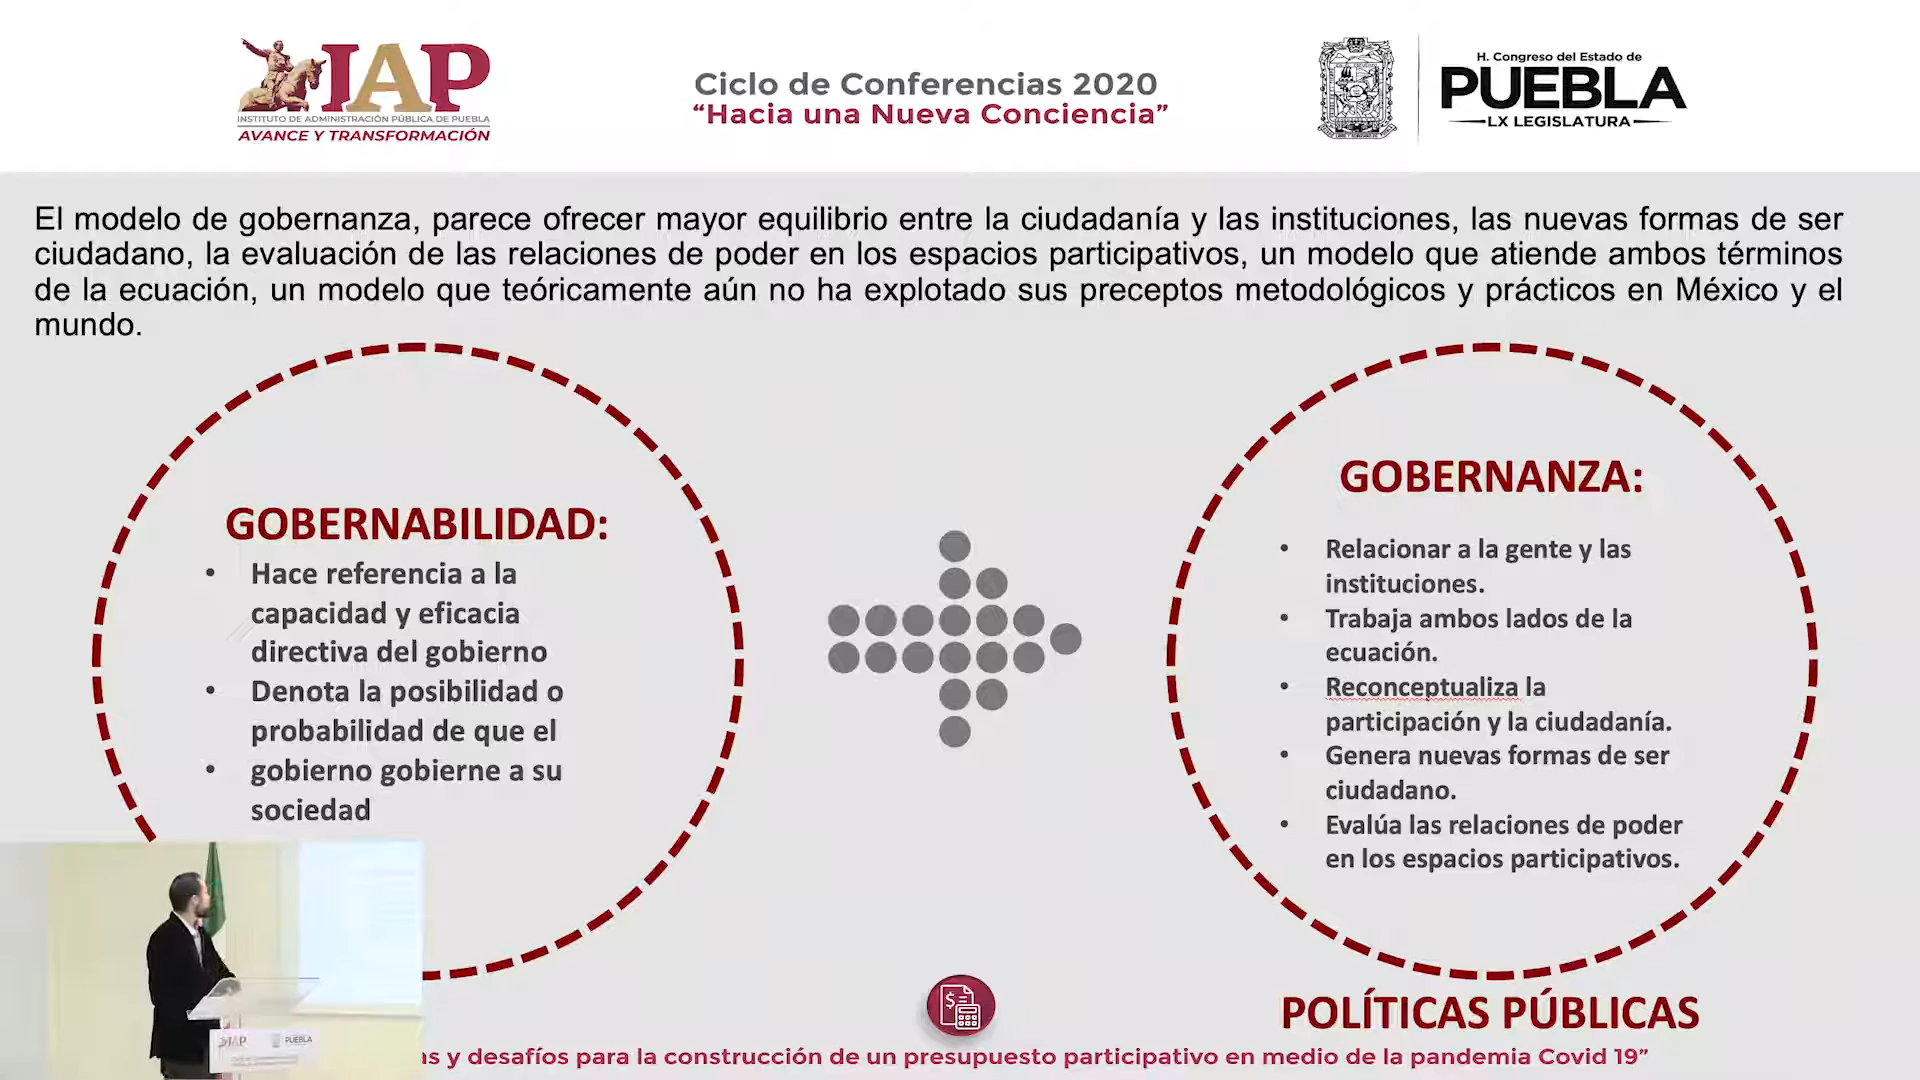 IAP
INSTITUTO DE ADMINISTRACIÓN PÚBLICA DE PUEBLA
AVANCE Y TRANSFORMACIÓN
Ciclo de Conferencias 2020
“Hacia una Nueva Conciencia”
H. Congreso del Estado de
PUEBLA
LX LEGISLATURA
El modelo de gobernanza, parece ofrecer mayor equilibrio entre la ciudadanía y las instituciones, las nuevas formas de ser
ciudadano, la evaluación de las relaciones de poder en los espacios participativos, un modelo que atiende ambos términos
de la ecuación, un modelo que teóricamente aún no ha explotado sus preceptos metodológicos y prácticos en México y el
mundo.
GOBERNABILIDAD:
• Hace referencia a la
capacidad y eficacia
directiva del gobierno
• Denota la posibilidad o
probabilidad de que el
• gobierno gobierne a su
sociedad
GOBERNANZA:
• Relacionar a la gente y las
instituciones.
• Trabaja ambos lados de la
ecuación.
• Reconceptualiza la
participación y la ciudadanía.
• Genera nuevas formas de ser
ciudadano.
• Evalúa las relaciones de poder
en los espacios participativos.
POLÍTICAS PÚBLICAS
IAP
PUEBLA
y desafíos para la construcción de un presupuesto participativo en medio de la pandemia Covid 19”